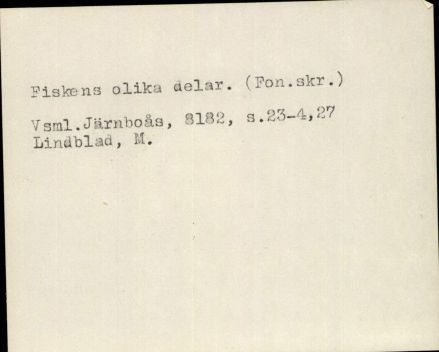 Fiskens olika delar. (Fon.skr.)
Vsml.Järnboås, 8182, s.23-4,27
Lindblad, M.